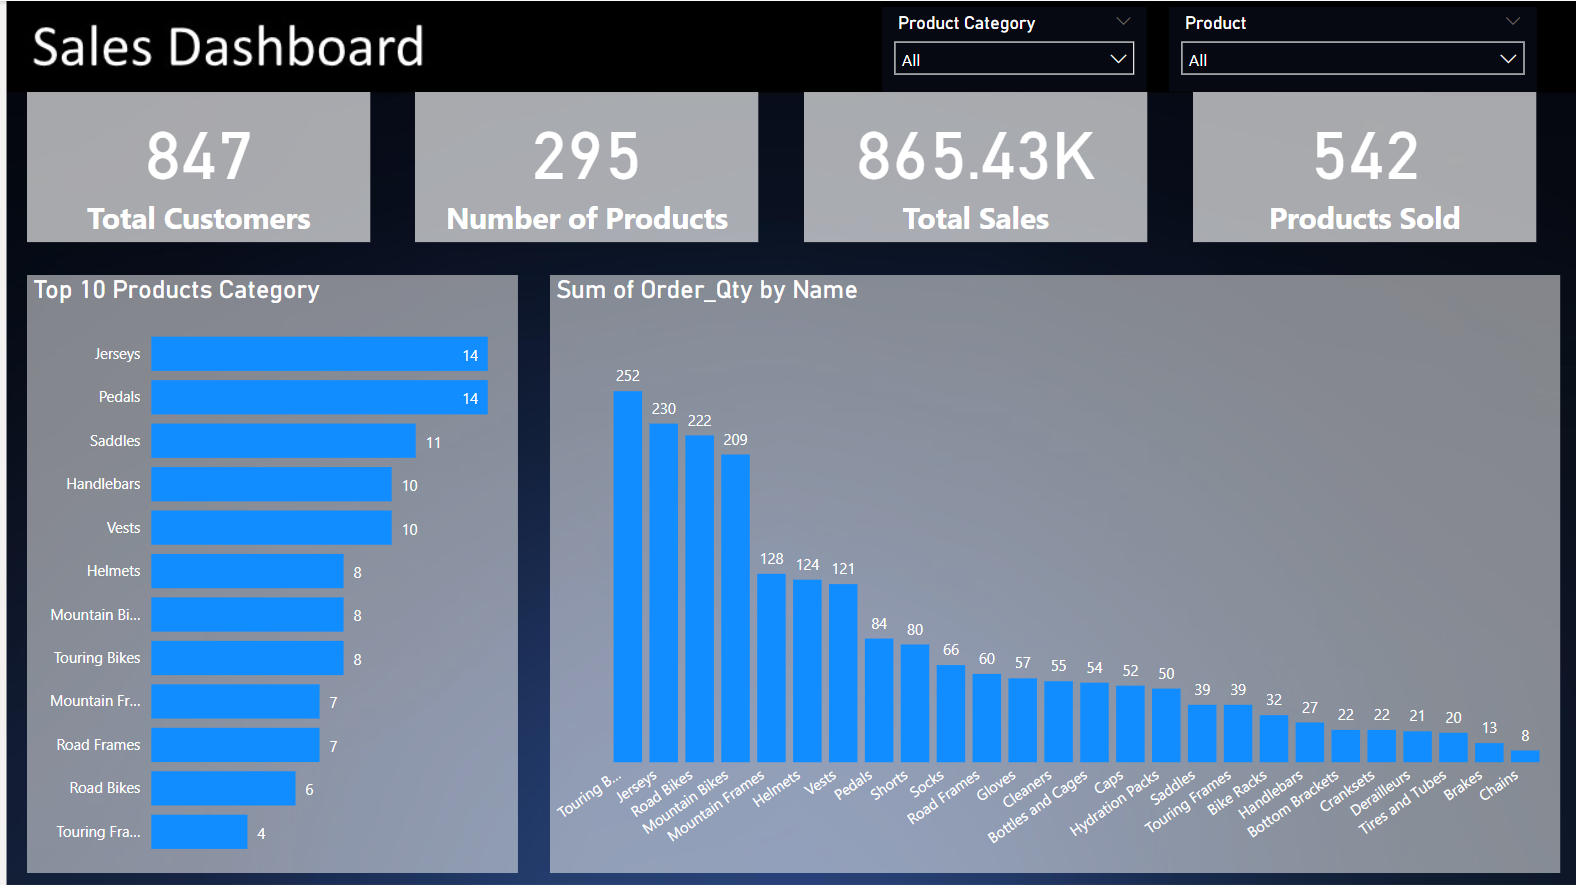 Sales Dashboard
Product Category
All
Product
All
847
Total Customers
295
Number of Products
865.43K
Total Sales
542
Products Sold
Top 10 Products Category
Jerseys 14
Pedals 14
Saddles 11
Handlebars 10
Vests 10
Helmets 8
Mountain Bi... 8
Touring Bikes 8
Mountain Fr... 7
Road Frames 7
Road Bikes 6
Touring Fra... 4
Sum of Order_Qty by Name
252
230
222
209
128
124
121
84
80
66
60
57
55
54
52
50
39
39
32
27
22
22
21
20
13
8
Touring B...
Jerseys
Road Bikes
Mountain Bikes
Mountain Frames
Helmets
Vests
Pedals
Shorts
Socks
Road Frames
Gloves
Cleaners
Bottles and Cages
Caps
Hydration Packs
Saddles
Touring Frames
Bike Racks
Handlebars
Bottom Brackets
Cranksets
Derailleurs
Tires and Tubes
Brakes
Chains